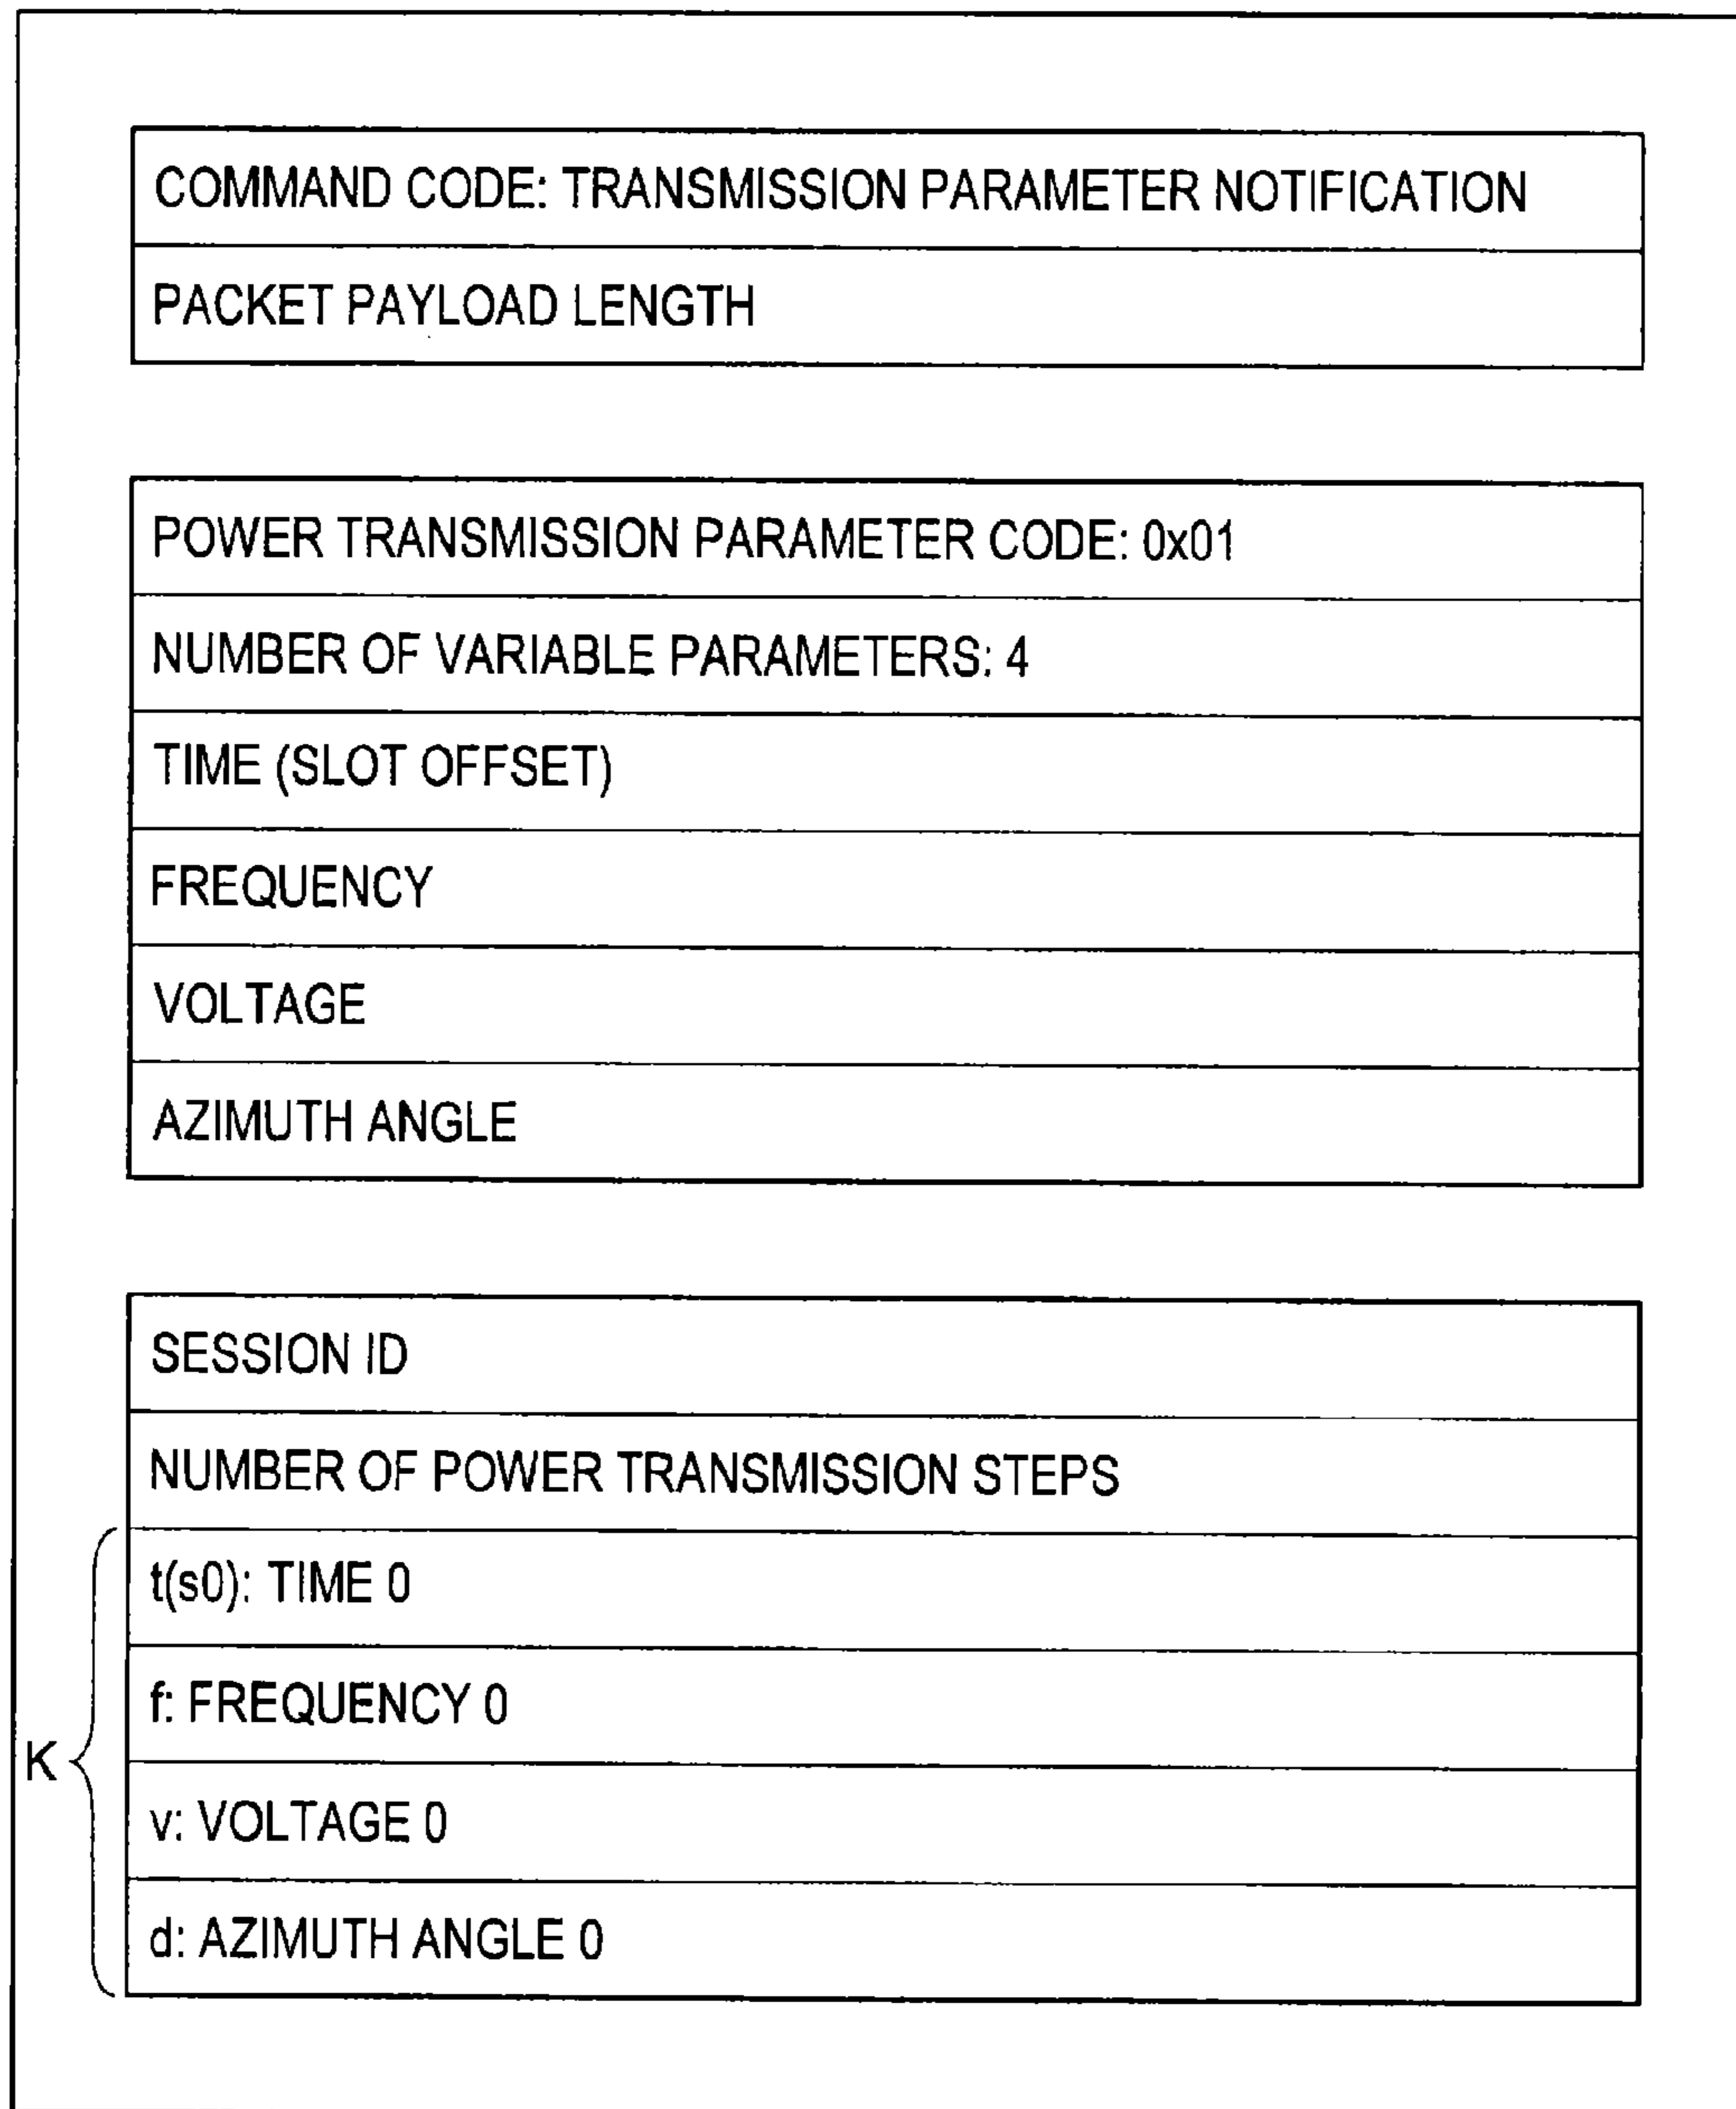 COMMAND CODE: TRANSMISSION PARAMETER NOTIFICATION
PACKET PAYLOAD LENGTH
POWER TRANSMISSION PARAMETER CODE: 0x01
NUMBER OF VARIABLE PARAMETERS: 4
TIME (SLOT OFFSET)
FREQUENCY
VOLTAGE
AZIMUTH ANGLE
SESSION ID
NUMBER OF POWER TRANSMISSION STEPS
t(s0): TIME 0
f: FREQUENCY 0
K
v: VOLTAGE 0
d: AZIMUTH ANGLE 0